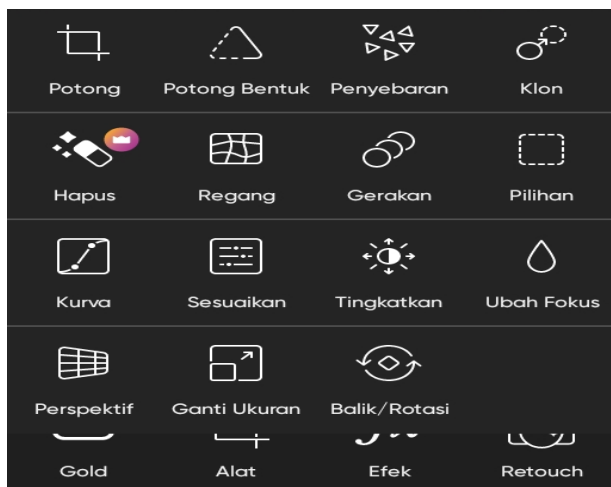 Potong Potong Bentuk Penyebaran Klon
Hapus Regang Gerakan Pilihan
Kurva Sesuaikan Tingkatkan Ubah Fokus
Perspektif Ganti Ukuran Balik/Rotasi
Gold Alat Efek Retouch